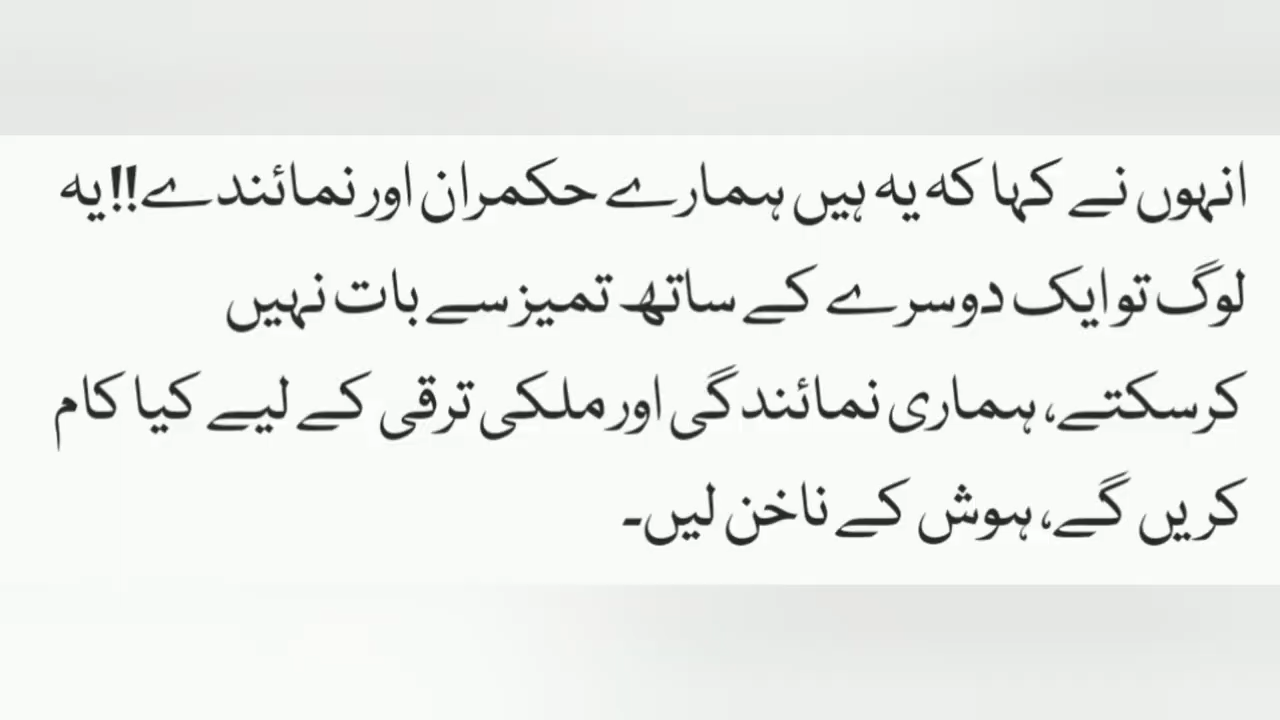 انہوں نے کہا کہ یہ ہیں ہمارے حکمران اور نمائندے!! یہ
لوگ تو ایک دوسرے کے ساتھ تمیز سے بات نہیں
کرسکتے، ہماری نمائندگی اور ملکی ترقی کے لیے کیا کام
کریں گے، ہوش کے ناخن لیں۔